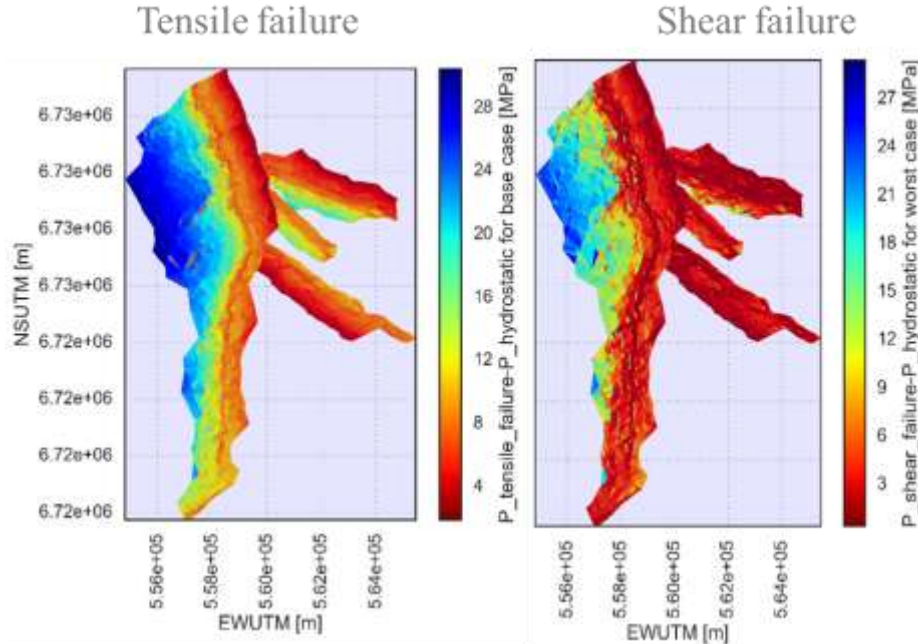 Tensile failure
Shear failure
6.73e+06
6.73e+06
6.73e+06
6.73e+06
6.72e+06
6.72e+06
6.72e+06
6.72e+06
NSUTM [m]
5.56e+05
5.58e+05
5.60e+05
5.62e+05
5.64e+05
EWUTM [m]
28
24
20
16
12
8
4
P_tensile_failure-P_hydrostatic for base case [MPa]
5.56e+05
5.58e+05
5.60e+05
5.62e+05
5.64e+05
EWUTM [m]
27
24
21
18
15
12
9
6
3
P_shear_failure-P_hydrostatic for worst case [MPa]